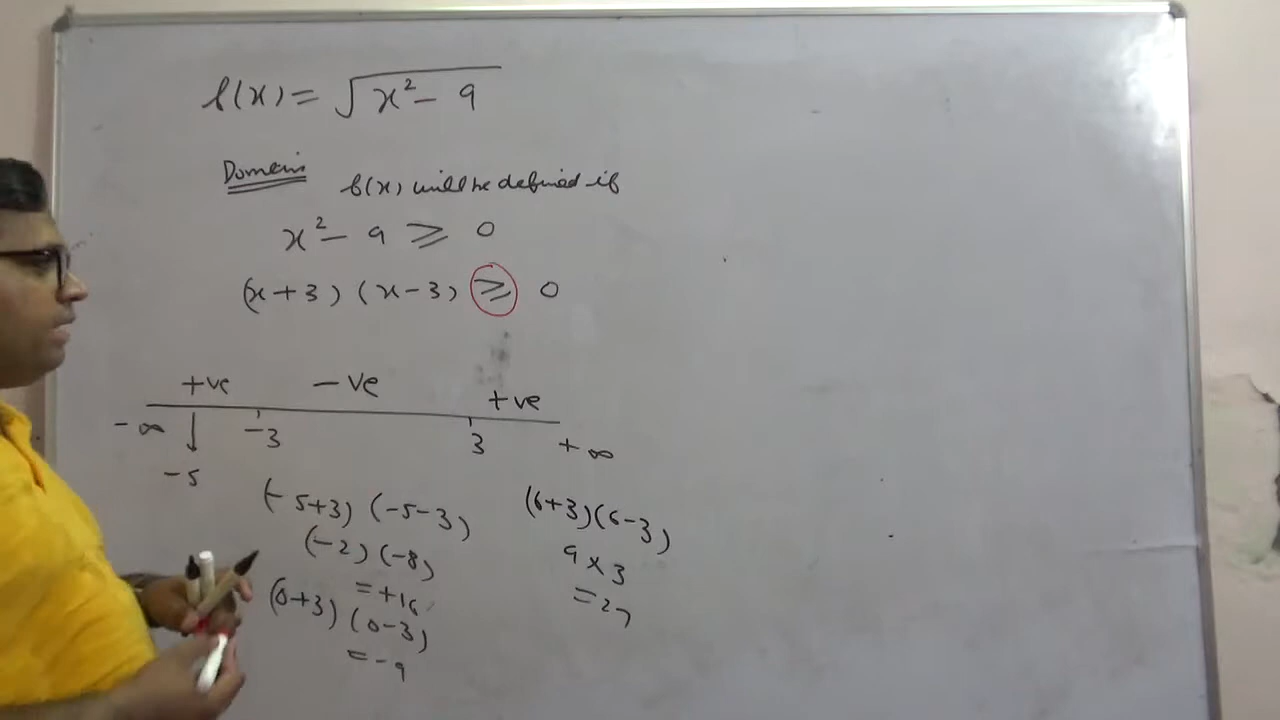 f(x) = √x² - 9
Domain
f(x) will be defined if
x² - 9 ≥ 0
(x + 3) (x - 3) ≥ 0
+ve - ve +ve
- ∞ -3 3 + ∞
-5
(- 5+3) (-5-3)
(-2) (-8)
= +16
(0+3) (0-3)
= -9
(6+3)(6-3)
9 × 3
= 27